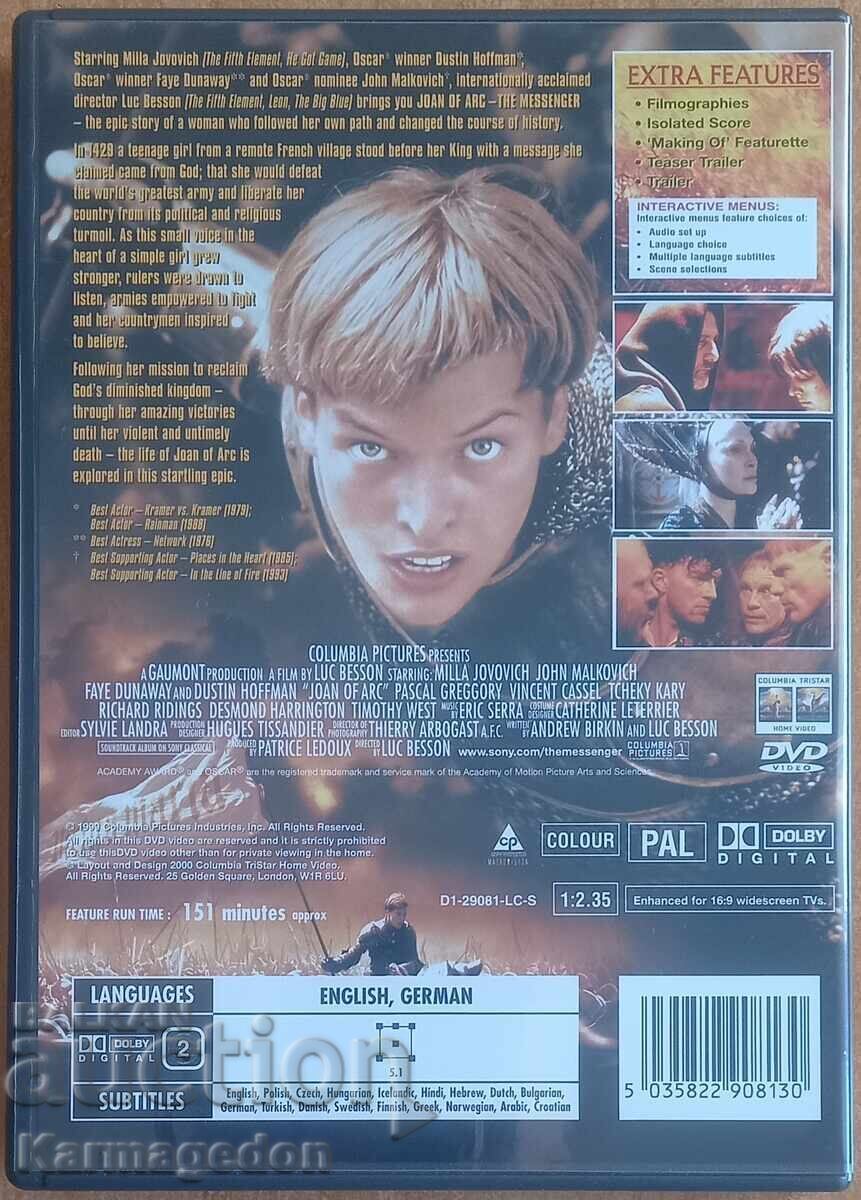 Starring Milla Jovovich (The Fifth Element, He Got Game), Oscar® winner Dustin Hoffman*,
Oscar® winner Faye Dunaway** and Oscar® nominee John Malkovich†, internationally acclaimed
director Luc Besson (The Fifth Element, Leon, The Big Blue) brings you JOAN OF ARC – THE MESSENGER
– the epic story of a woman who followed her own path and changed the course of history.
In 1429 a teenage girl from a remote French village stood before her King with a message she
claimed came from God; that she would defeat
the world's greatest army and liberate her
country from its political and religious
turmoil. As this small voice in the
heart of a simple girl grew
stronger, rulers were drawn to
listen, armies empowered to fight
and her countrymen inspired
to believe.
Following her mission to reclaim
God's diminished kingdom –
through her amazing victories
until her violent and untimely
death – the life of Joan of Arc is
explored in this startling epic.
* Best Actor – Kramer vs. Kramer (1979);
Best Actor – Rainman (1988)
** Best Actress – Network (1976)
† Best Supporting Actor – Places in the Heart (1985);
Best Supporting Actor – In the Line of Fire (1993)
EXTRA FEATURES
• Filmographies
• Isolated Score
• 'Making Of' Featurette
• Teaser Trailer
• Trailer
INTERACTIVE MENUS:
Interactive menus feature choices of:
• Audio set up
• Language choice
• Multiple language subtitles
• Scene selections
COLUMBIA PICTURES PRESENTS
A GAUMONT PRODUCTION A FILM BY LUC BESSON STARRING: MILLA JOVOVICH JOHN MALKOVICH
FAYE DUNAWAY AND DUSTIN HOFFMAN "JOAN OF ARC" PASCAL GREGGORY VINCENT CASSEL TCHEKY KARY
RICHARD RIDINGS DESMOND HARRINGTON TIMOTHY WEST MUSIC BY ERIC SERRA COSTUME DESIGNER CATHERINE LETERRIER
EDITOR SYLVIE LANDRA PRODUCTION DESIGNER HUGUES TISSANDIER DIRECTOR OF PHOTOGRAPHY THIERRY ARBOGAST A.F.C. WRITTEN BY ANDREW BIRKIN AND LUC BESSON
SOUNDTRACK ALBUM ON SONY CLASSICAL PRODUCED BY PATRICE LEDOUX DIRECTED BY LUC BESSON www.sony.com/themessenger COLUMBIA PICTURES
ACADEMY AWARD® and OSCAR® are the registered trademark and service mark of the Academy of Motion Picture Arts and Sciences.
COLUMBIA TRISTAR
HOME VIDEO
DVD
VIDEO
© 1999 Columbia Pictures Industries, Inc. All Rights Reserved.
All rights in this DVD video are reserved and it is strictly prohibited
to use thisDVD video other than for private viewing in the home.
© Layout and Design 2000 Columbia TriStar Home Video.
All Rights Reserved. 25 Golden Square, London, W1R 6LU.
cp
COLOUR
PAL
DOLBY
DIGITAL
FEATURE RUN TIME : 151 minutes approx
D1-29081-LC-S
1:2.35
Enhanced for 16:9 widescreen TVs.
LANGUAGES
ENGLISH, GERMAN
DOLBY
DIGITAL
2
5.1
SUBTITLES
English, Polish, Czech, Hungarian, Icelandic, Hindi, Hebrew, Dutch, Bulgarian,
German, Turkish, Danish, Swedish, Finnish, Greek, Norwegian, Arabic, Croatian
5 035822 908130
BALKAN
auction
Karmagedon